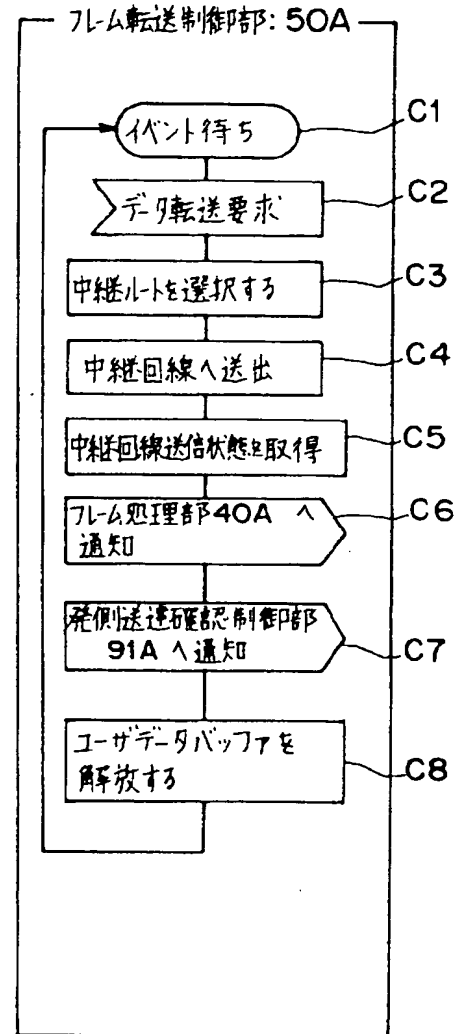 フレーム転送制御部:50A
イベント待ち
C1
データ転送要求
C2
中継ルートを選択する
C3
中継回線へ送出
C4
中継回線送信状態を取得
C5
フレーム処理部40A へ
通知
C6
発側送達確認制御部
91A へ通知
C7
ユーザデータバッファを
解放する
C8